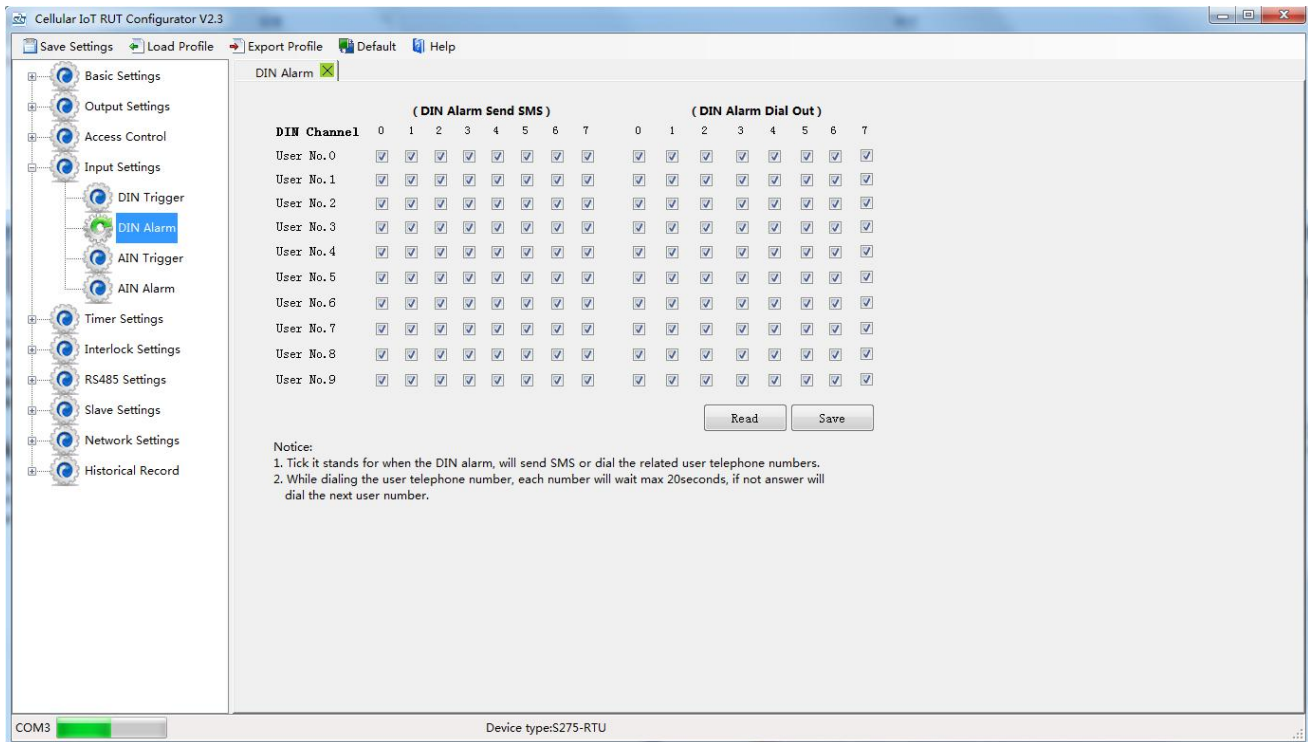 Cellular IoT RUT Configurator V2.3
Save Settings Load Profile Export Profile Default Help
Basic Settings
Output Settings
Access Control
Input Settings
DIN Trigger
DIN Alarm
AIN Trigger
AIN Alarm
Timer Settings
Interlock Settings
RS485 Settings
Slave Settings
Network Settings
Historical Record
DIN Alarm
( DIN Alarm Send SMS ) ( DIN Alarm Dial Out )
DIN Channel 0 1 2 3 4 5 6 7 0 1 2 3 4 5 6 7
User No.0
User No.1
User No.2
User No.3
User No.4
User No.5
User No.6
User No.7
User No.8
User No.9
Read Save
Notice:
1. Tick it stands for when the DIN alarm, will send SMS or dial the related user telephone numbers.
2. While dialing the user telephone number, each number will wait max 20seconds, if not answer will
dial the next user number.
COM3 Device type:S275-RTU